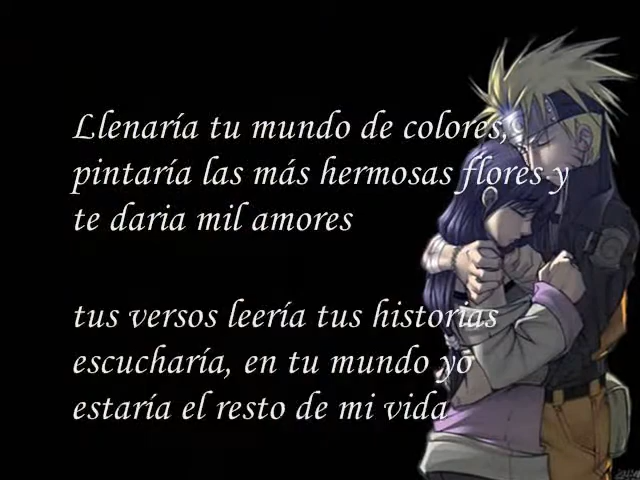 Llenaría tu mundo de colores,
pintaría las más hermosas flores y
te daria mil amores
tus versos leería tus historias
escucharía, en tu mundo yo
estaría el resto de mi vida